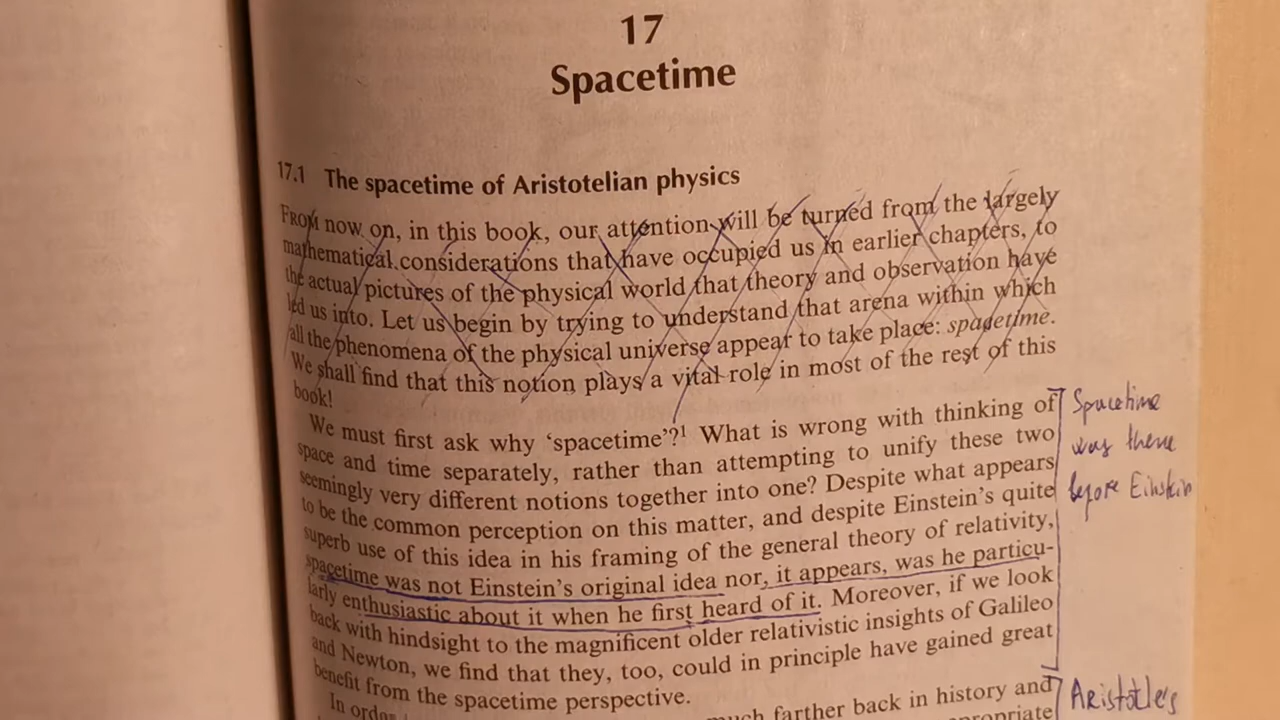 17
Spacetime
17.1 The spacetime of Aristotelian physics
From now on, in this book, our attention will be turned from the largely
mathematical considerations that have occupied us in earlier chapters, to
the actual pictures of the physical world that theory and observation have
led us into. Let us begin by trying to understand that arena within which
all the phenomena of the physical universe appear to take place: spacetime.
We shall find that this notion plays a vital role in most of the rest of this
book!
We must first ask why ‘spacetime’?¹ What is wrong with thinking of
space and time separately, rather than attempting to unify these two
seemingly very different notions together into one? Despite what appears
to be the common perception on this matter, and despite Einstein’s quite
superb use of this idea in his framing of the general theory of relativity,
spacetime was not Einstein’s original idea nor, it appears, was he particu-
larly enthusiastic about it when he first heard of it. Moreover, if we look
back with hindsight to the magnificent older relativistic insights of Galileo
and Newton, we find that they, too, could in principle have gained great
benefit from the spacetime perspective.
In order
much farther back in history and
Spacetime
was there
before Einstein
Aristotle's